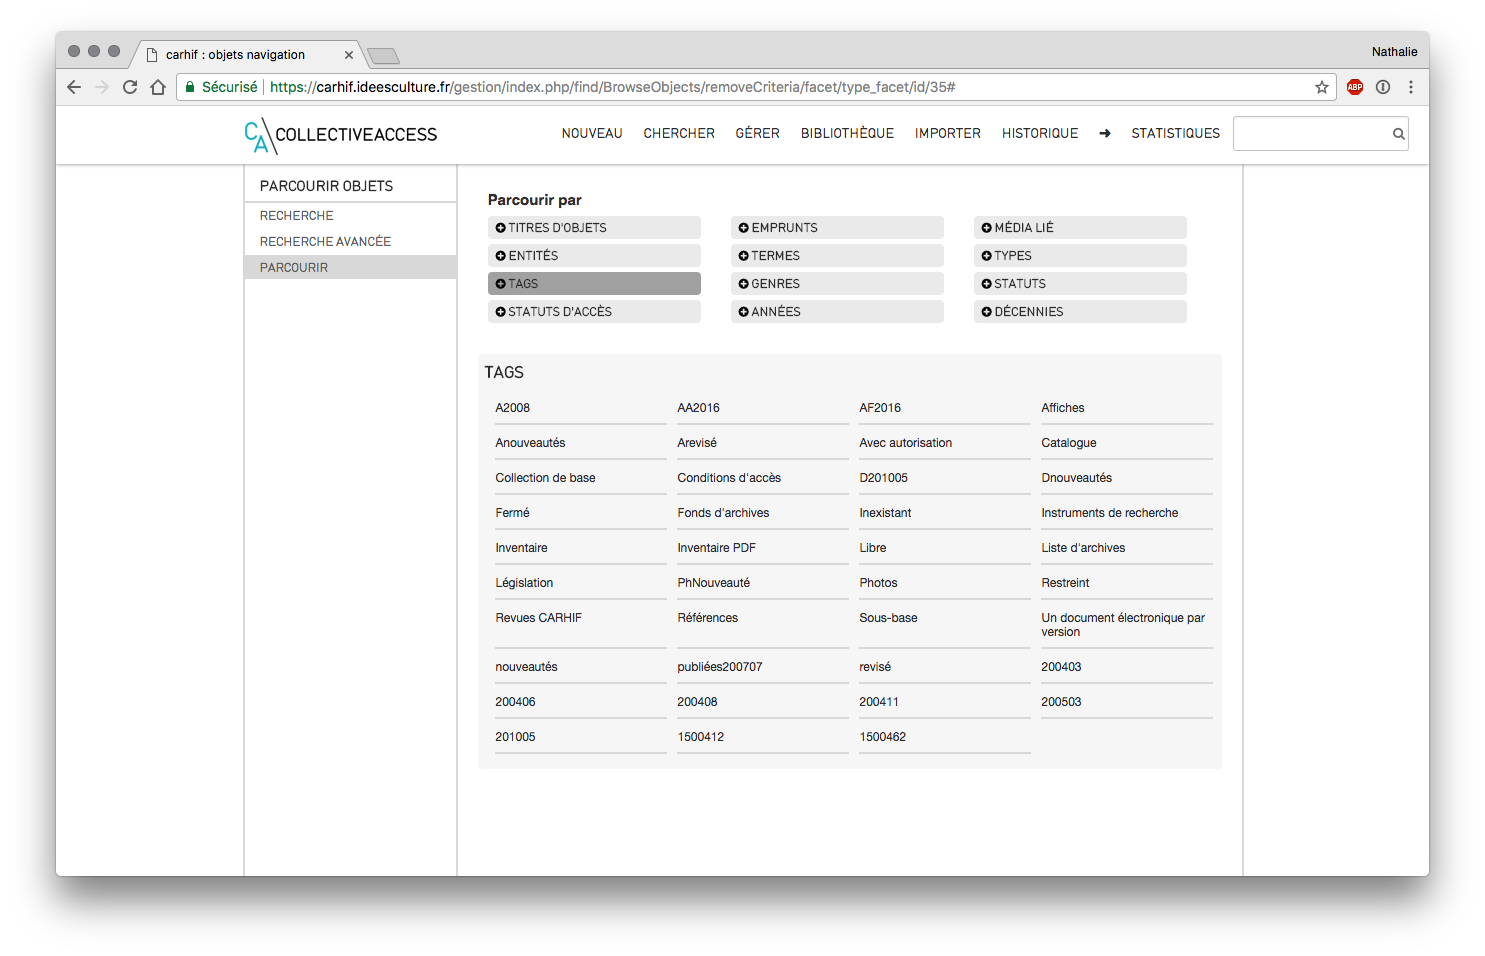 carhif : objets navigation
Nathalie
Sécurisé https://carhif.ideesculture.fr/gestion/index.php/find/BrowseObjects/removeCriteria/facet/type_facet/id/35#
ABP
CA COLLECTIVEACCESS
NOUVEAU CHERCHER GÉRER BIBLIOTHÈQUE IMPORTER HISTORIQUE ➔ STATISTIQUES
PARCOURIR OBJETS
RECHERCHE
RECHERCHE AVANCÉE
PARCOURIR
Parcourir par
TITRES D'OBJETS EMPRUNTS MÉDIA LIÉ
ENTITÉS TERMES TYPES
TAGS GENRES STATUTS
STATUTS D'ACCÈS ANNÉES DÉCENNIES
TAGS
A2008 AA2016 AF2016 Affiches
Anouveautés Arevisé Avec autorisation Catalogue
Collection de base Conditions d'accès D201005 Dnouveautés
Fermé Fonds d'archives Inexistant Instruments de recherche
Inventaire Inventaire PDF Libre Liste d'archives
Législation PhNouveauté Photos Restreint
Revues CARHIF Références Sous-base Un document électronique par
version
nouveautés publiées200707 revisé 200403
200406 200408 200411 200503
201005 1500412 1500462